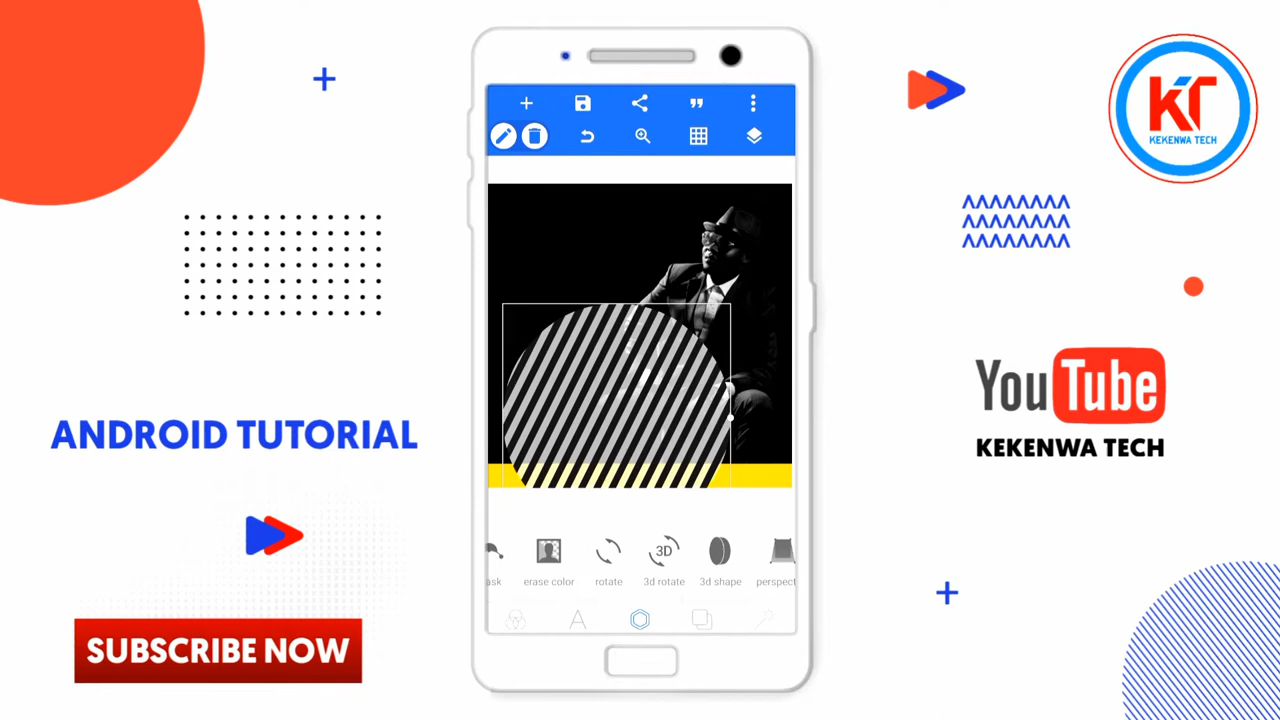 KT
KEKENWA TECH
ANDROID TUTORIAL
SUBSCRIBE NOW
YouTube
KEKENWA TECH
3D
ask
erase color
rotate
3d rotate
3d shape
perspect
A